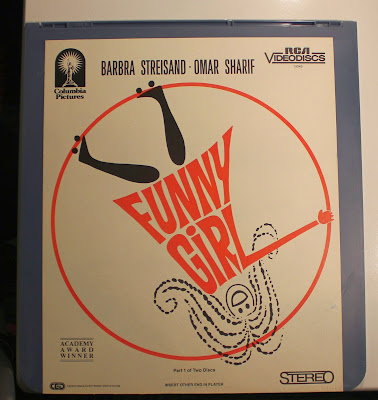 Columbia
Pictures
BARBRA STREISAND · OMAR SHARIF
RCA
VIDEODISCS
FUNNY
GiRL
ACADEMY
AWARD
WINNER
Part 1 of Two Discs
CED
INSERT OTHER END IN PLAYER
STEREO